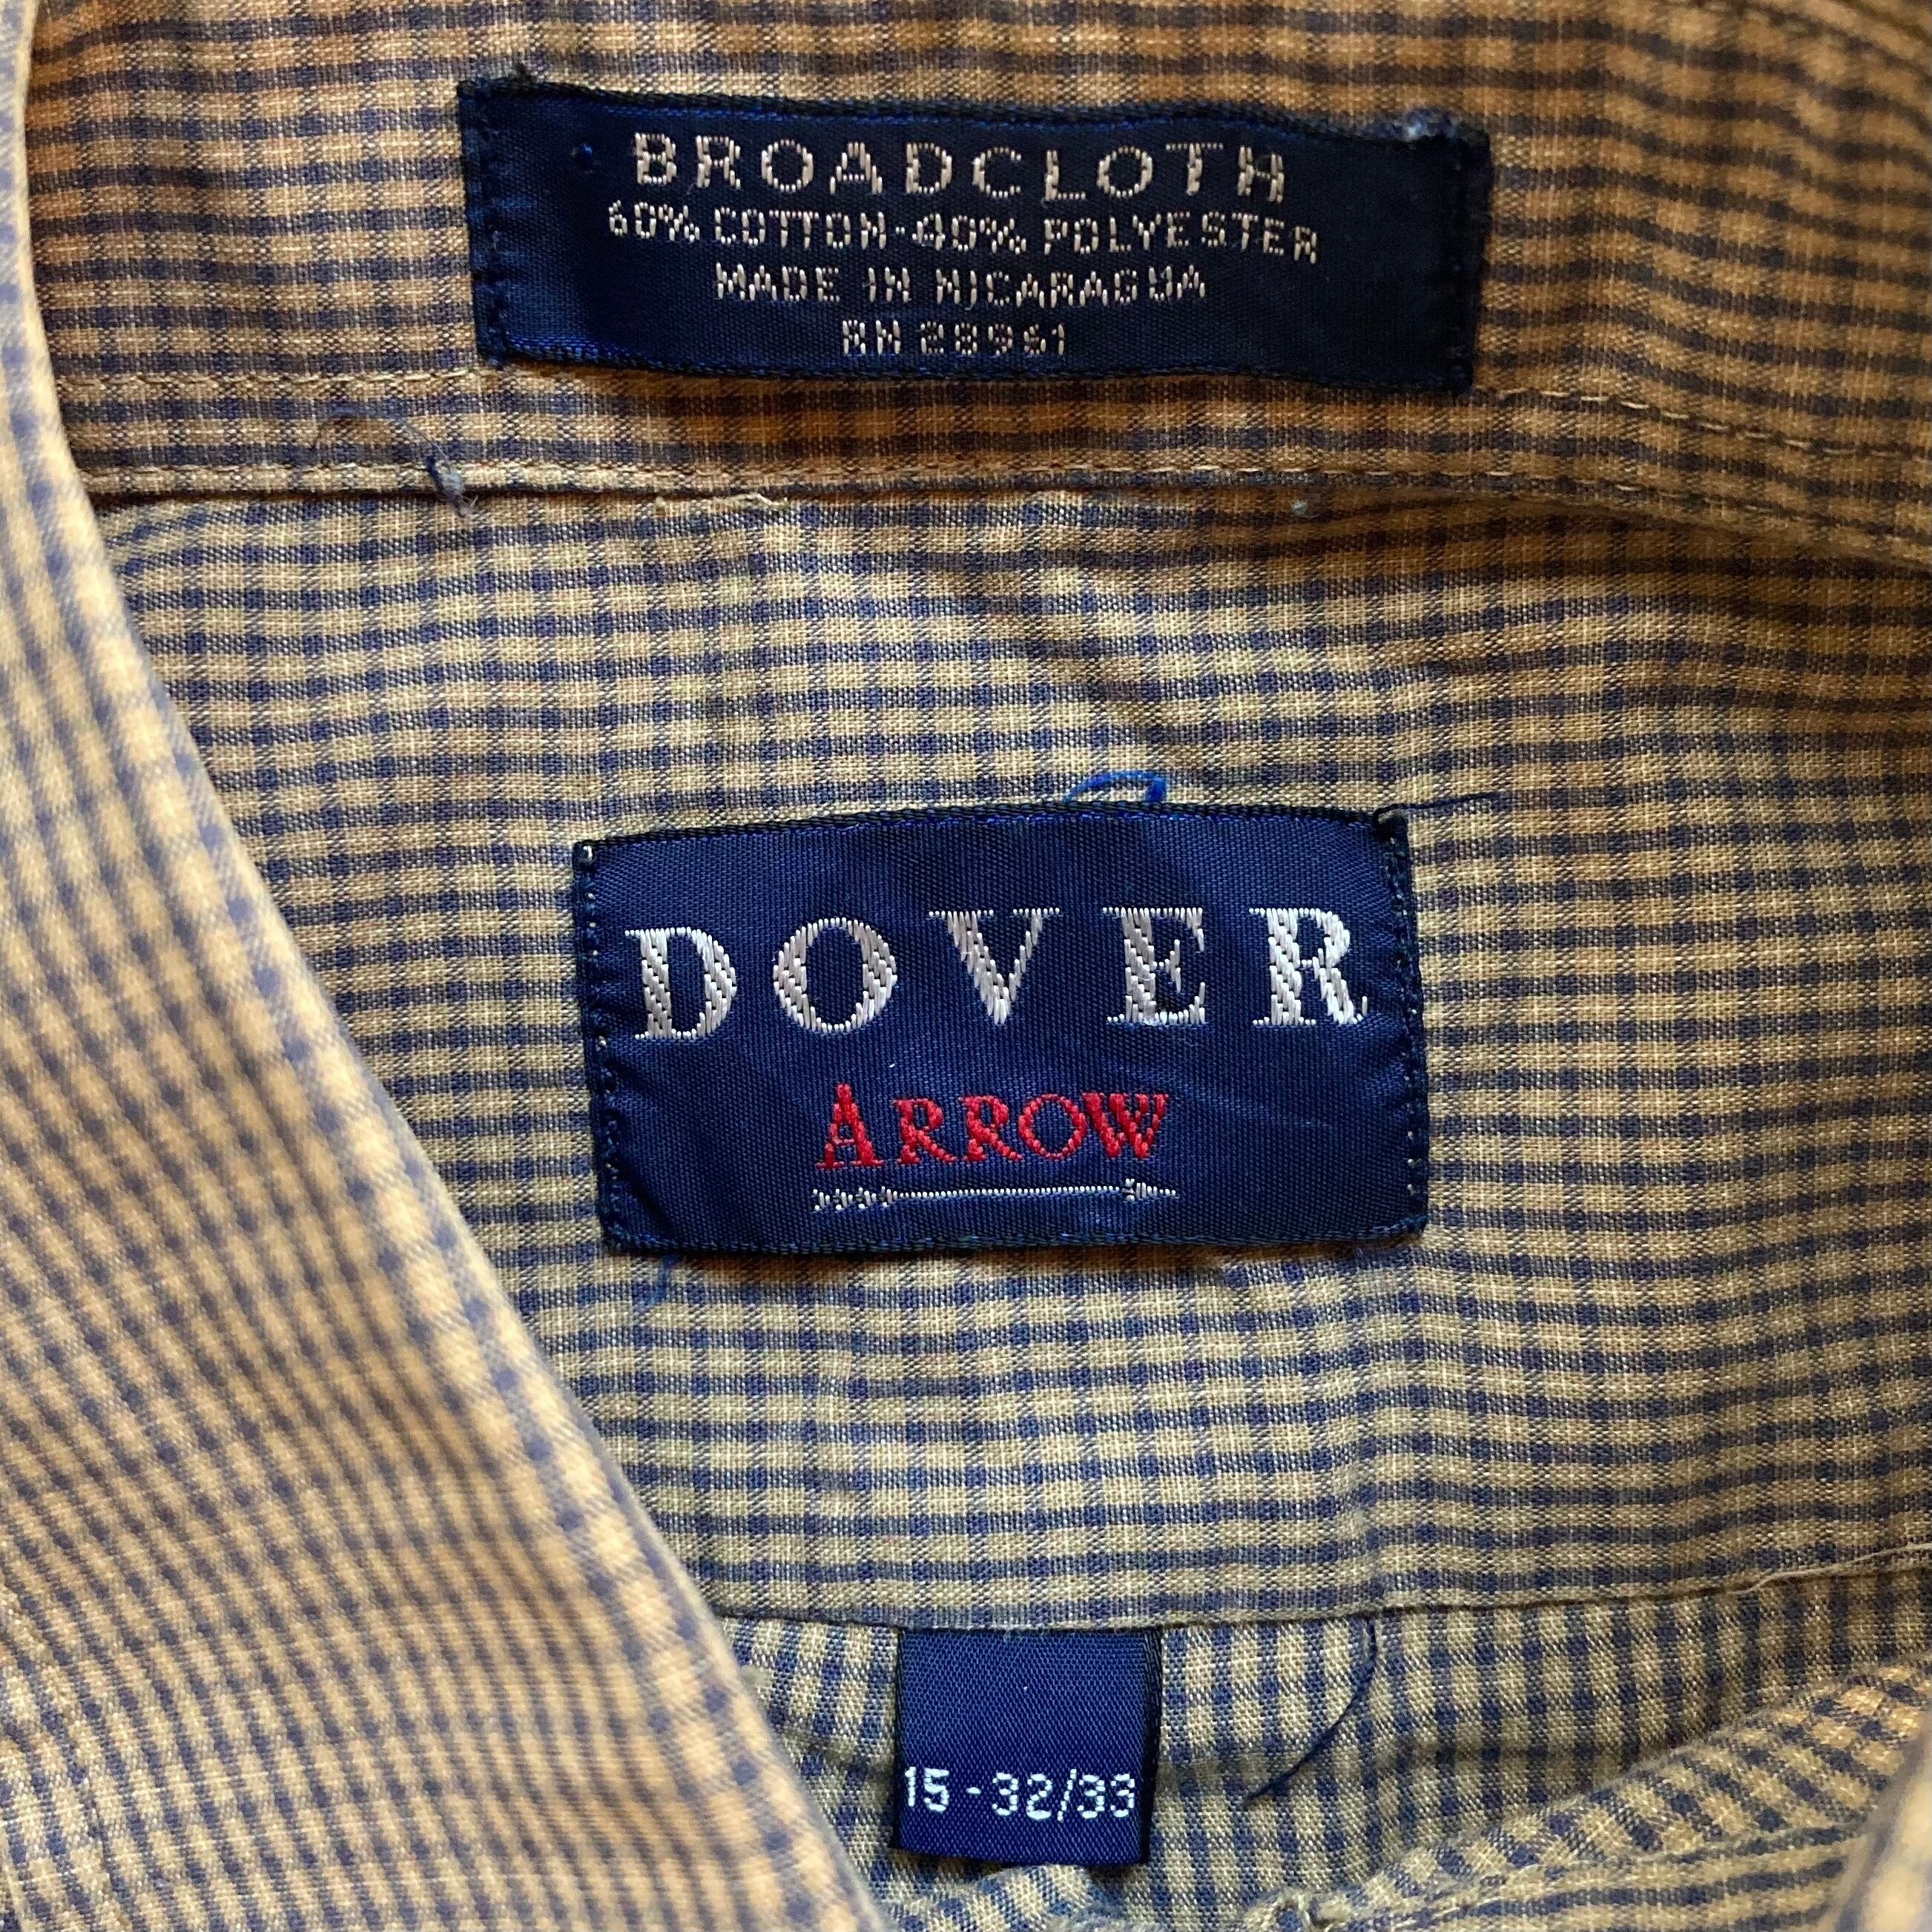 BROADCLOTH
60% COTTON-40% POLYESTER
MADE IN NICARAGUA
RN 28961
DOVER
ARROW
15 - 32/33